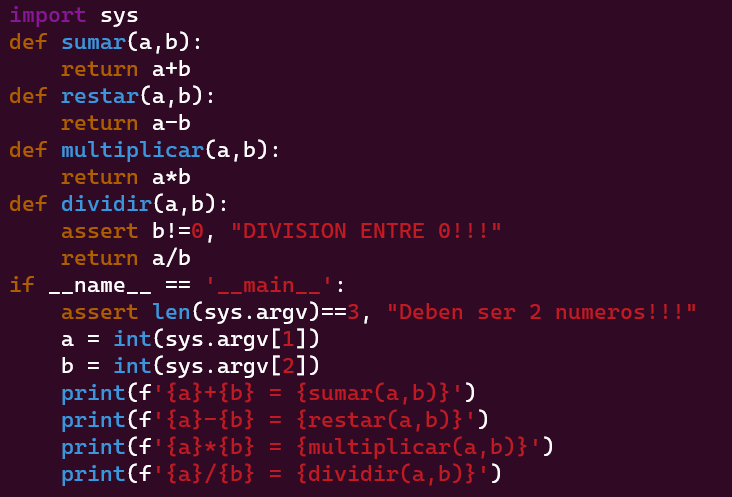 import sys
def sumar(a,b):
    return a+b
def restar(a,b):
    return a-b
def multiplicar(a,b):
    return a*b
def dividir(a,b):
    assert b!=0, "DIVISION ENTRE 0!!!"
    return a/b
if __name__ == '__main__':
    assert len(sys.argv)==3, "Deben ser 2 numeros!!!"
    a = int(sys.argv[1])
    b = int(sys.argv[2])
    print(f'{a}+{b} = {sumar(a,b)}')
    print(f'{a}-{b} = {restar(a,b)}')
    print(f'{a}*{b} = {multiplicar(a,b)}')
    print(f'{a}/{b} = {dividir(a,b)}')